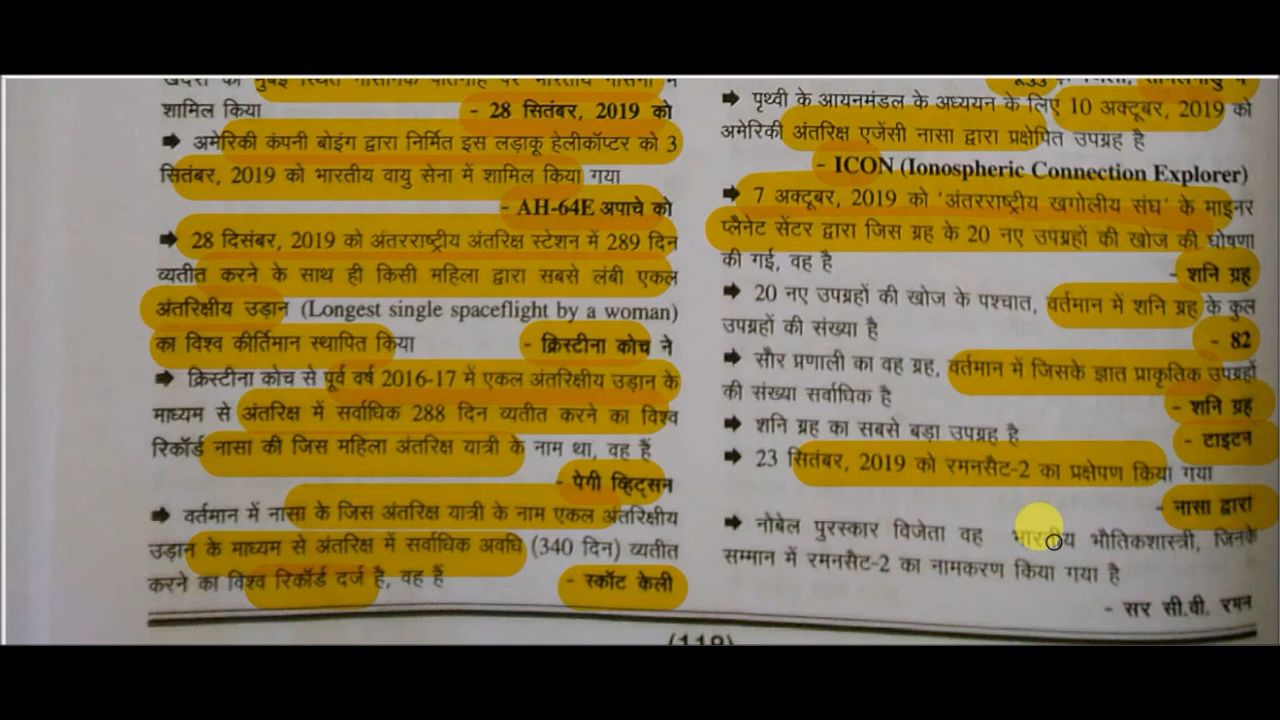 शामिल किया - 28 सितंबर, 2019 को
➡ अमेरिकी कंपनी बोइंग द्वारा निर्मित इस लड़ाकू हेलीकॉप्टर को 3
सितंबर, 2019 को भारतीय वायु सेना में शामिल किया गया
- AH-64E अपाचे को
➡ 28 दिसंबर, 2019 को अंतरराष्ट्रीय अंतरिक्ष स्टेशन में 289 दिन
व्यतीत करने के साथ ही किसी महिला द्वारा सबसे लंबी एकल
अंतरिक्षीय उड़ान (Longest single spaceflight by a woman)
का विश्व कीर्तिमान स्थापित किया - क्रिस्टीना कोच ने
➡ क्रिस्टीना कोच से पूर्व वर्ष 2016-17 में एकल अंतरिक्षीय उड़ान के
माध्यम से अंतरिक्ष में सर्वाधिक 288 दिन व्यतीत करने का विश्व
रिकॉर्ड नासा की जिस महिला अंतरिक्ष यात्री के नाम था, वह हैं
- पेगी व्हिट्सन
➡ वर्तमान में नासा के जिस अंतरिक्ष यात्री के नाम एकल अंतरिक्षीय
उड़ान के माध्यम से अंतरिक्ष में सर्वाधिक अवधि (340 दिन) व्यतीत
करने का विश्व रिकॉर्ड दर्ज है, वह हैं - स्कॉट केली
➡ पृथ्वी के आयनमंडल के अध्ययन के लिए 10 अक्टूबर, 2019 को
अमेरिकी अंतरिक्ष एजेंसी नासा द्वारा प्रक्षेपित उपग्रह है
- ICON (Ionospheric Connection Explorer)
➡ 7 अक्टूबर, 2019 को 'अंतरराष्ट्रीय खगोलीय संघ' के माइनर
प्लैनेट सेंटर द्वारा जिस ग्रह के 20 नए उपग्रहों की खोज की घोषणा
की गई, वह है - शनि ग्रह
➡ 20 नए उपग्रहों की खोज के पश्चात, वर्तमान में शनि ग्रह के कुल
उपग्रहों की संख्या है - 82
➡ सौर प्रणाली का वह ग्रह, वर्तमान में जिसके ज्ञात प्राकृतिक उपग्रहों
की संख्या सर्वाधिक है - शनि ग्रह
➡ शनि ग्रह का सबसे बड़ा उपग्रह है - टाइटन
➡ 23 सितंबर, 2019 को रमनसैट-2 का प्रक्षेपण किया गया
- नासा द्वारा
➡ नोबेल पुरस्कार विजेता वह भारतीय भौतिकशास्त्री, जिनके
सम्मान में रमनसैट-2 का नामकरण किया गया है
- सर सी.वी. रमन